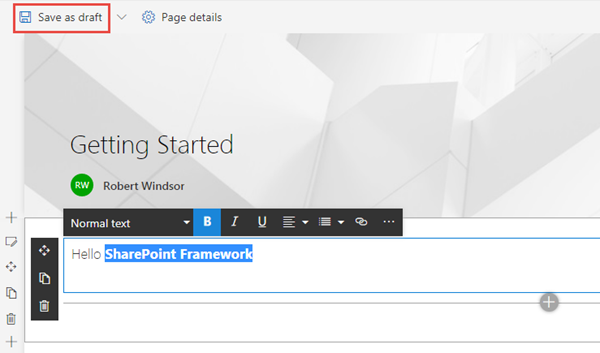 Save as draft Page details
Getting Started
RW Robert Windsor
Normal text B I U
Hello SharePoint Framework